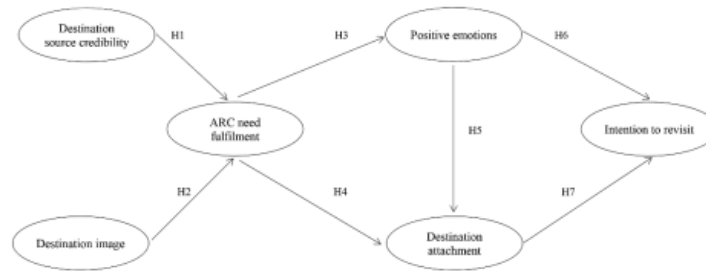 Destination
source credibility
H1
H3
Positive emotions
H6
ARC need
fulfilment
H5
Intention to revisit
H2
H4
H7
Destination image
Destination
attachment